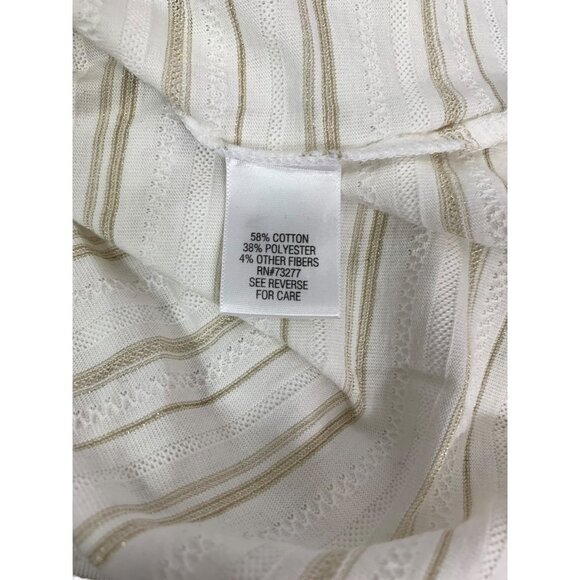 58% COTTON
38% POLYESTER
4% OTHER FIBERS
RN#73277
SEE REVERSE
FOR CARE